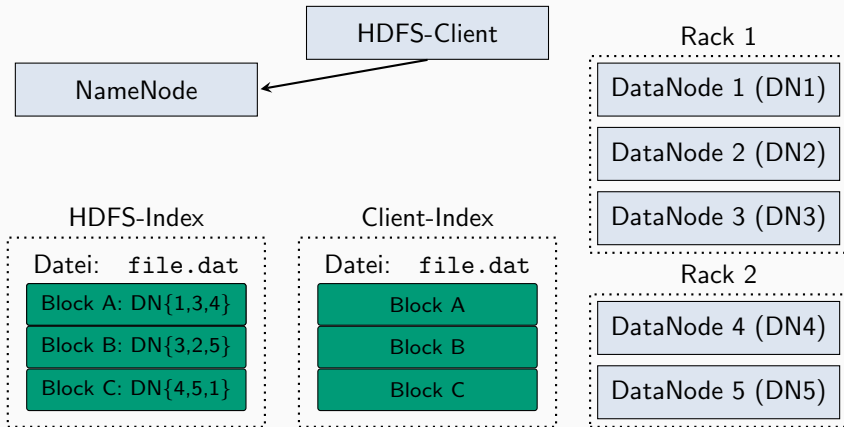 HDFS-Client
NameNode
Rack 1
DataNode 1 (DN1)
DataNode 2 (DN2)
DataNode 3 (DN3)
Rack 2
DataNode 4 (DN4)
DataNode 5 (DN5)
HDFS-Index
Datei: file.dat
Block A: DN{1,3,4}
Block B: DN{3,2,5}
Block C: DN{4,5,1}
Client-Index
Datei: file.dat
Block A
Block B
Block C